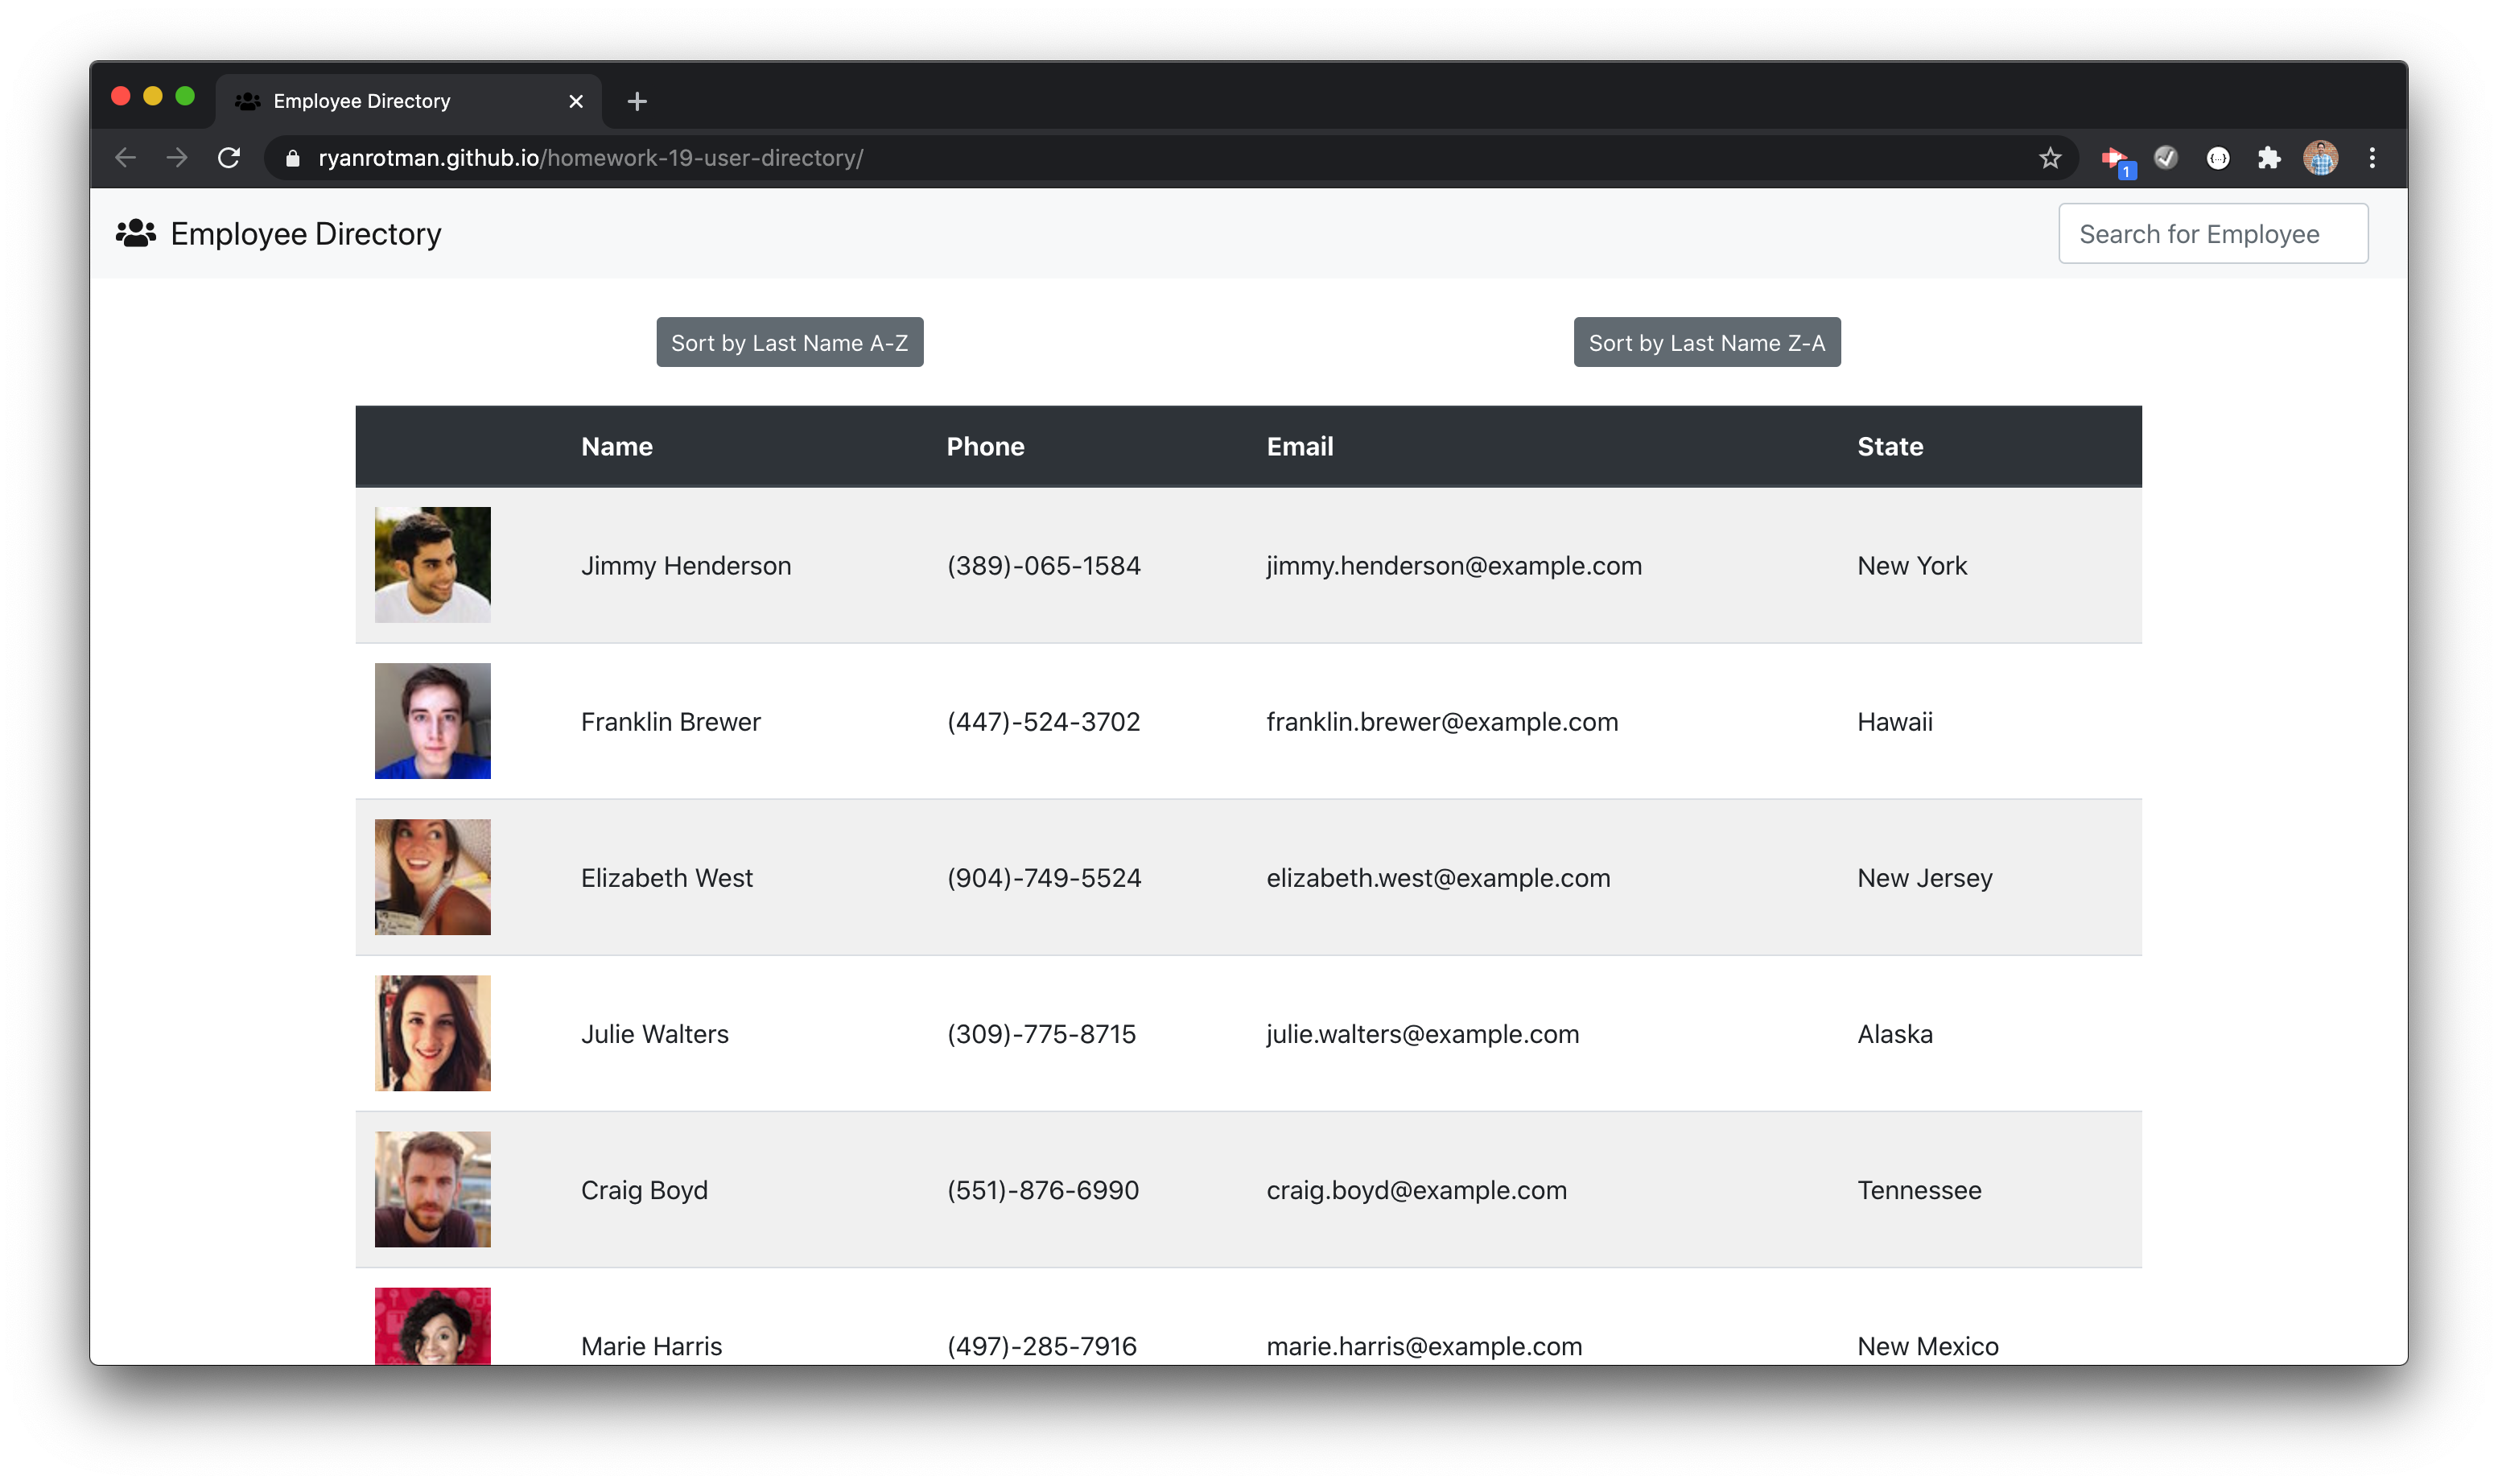 Employee Directory
ryanrotman.github.io/homework-19-user-directory/
1
Employee Directory
Search for Employee
Sort by Last Name A-Z
Sort by Last Name Z-A
Name Phone Email State
Jimmy Henderson (389)-065-1584 jimmy.henderson@example.com New York
Franklin Brewer (447)-524-3702 franklin.brewer@example.com Hawaii
Elizabeth West (904)-749-5524 elizabeth.west@example.com New Jersey
Julie Walters (309)-775-8715 julie.walters@example.com Alaska
Craig Boyd (551)-876-6990 craig.boyd@example.com Tennessee
Marie Harris (497)-285-7916 marie.harris@example.com New Mexico